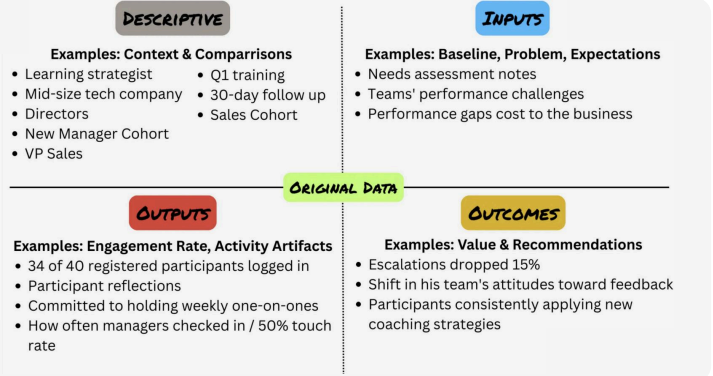 DESCRIPTIVE
Examples: Context & Comparrisons
• Learning strategist
• Mid-size tech company
• Directors
• New Manager Cohort
• VP Sales
• Q1 training
• 30-day follow up
• Sales Cohort
INPUTS
Examples: Baseline, Problem, Expectations
• Needs assessment notes
• Teams' performance challenges
• Performance gaps cost to the business
ORIGINAL DATA
OUTPUTS
Examples: Engagement Rate, Activity Artifacts
• 34 of 40 registered participants logged in
• Participant reflections
• Committed to holding weekly one-on-ones
• How often managers checked in / 50% touch
rate
OUTCOMES
Examples: Value & Recommendations
• Escalations dropped 15%
• Shift in his team's attitudes toward feedback
• Participants consistently applying new
coaching strategies